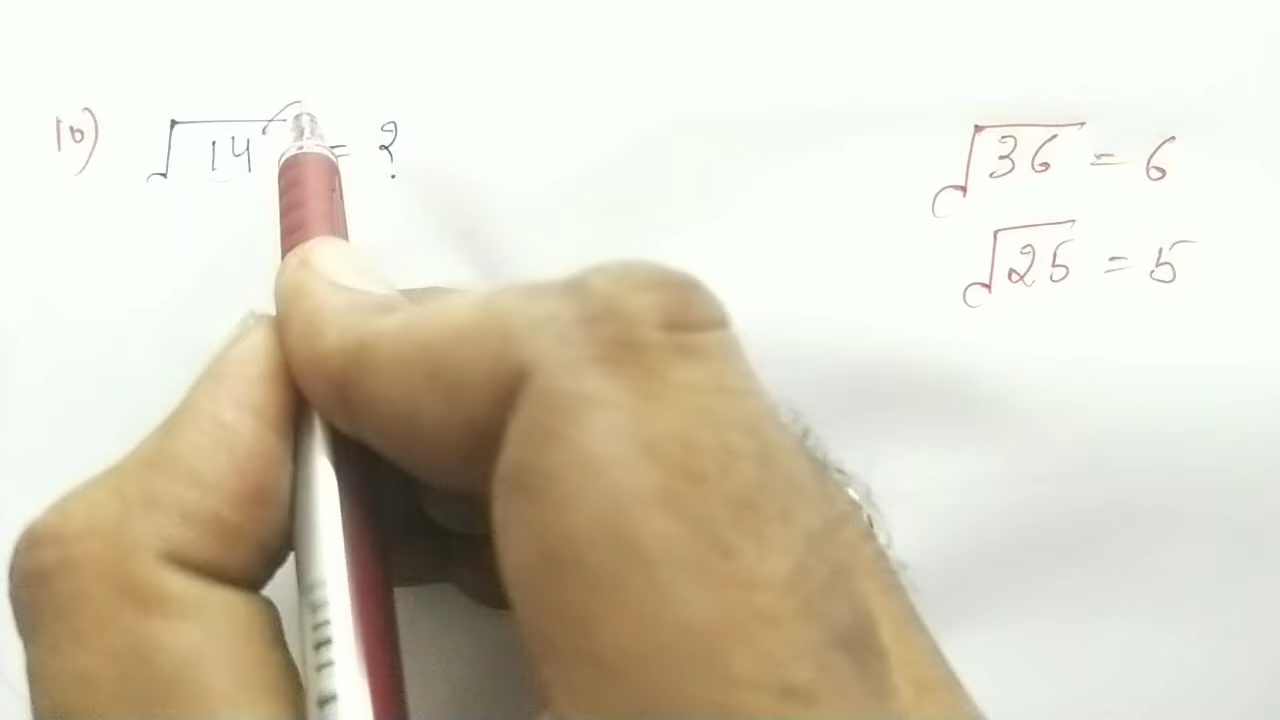 10) √14 = ?
√36 = 6
√25 = 5